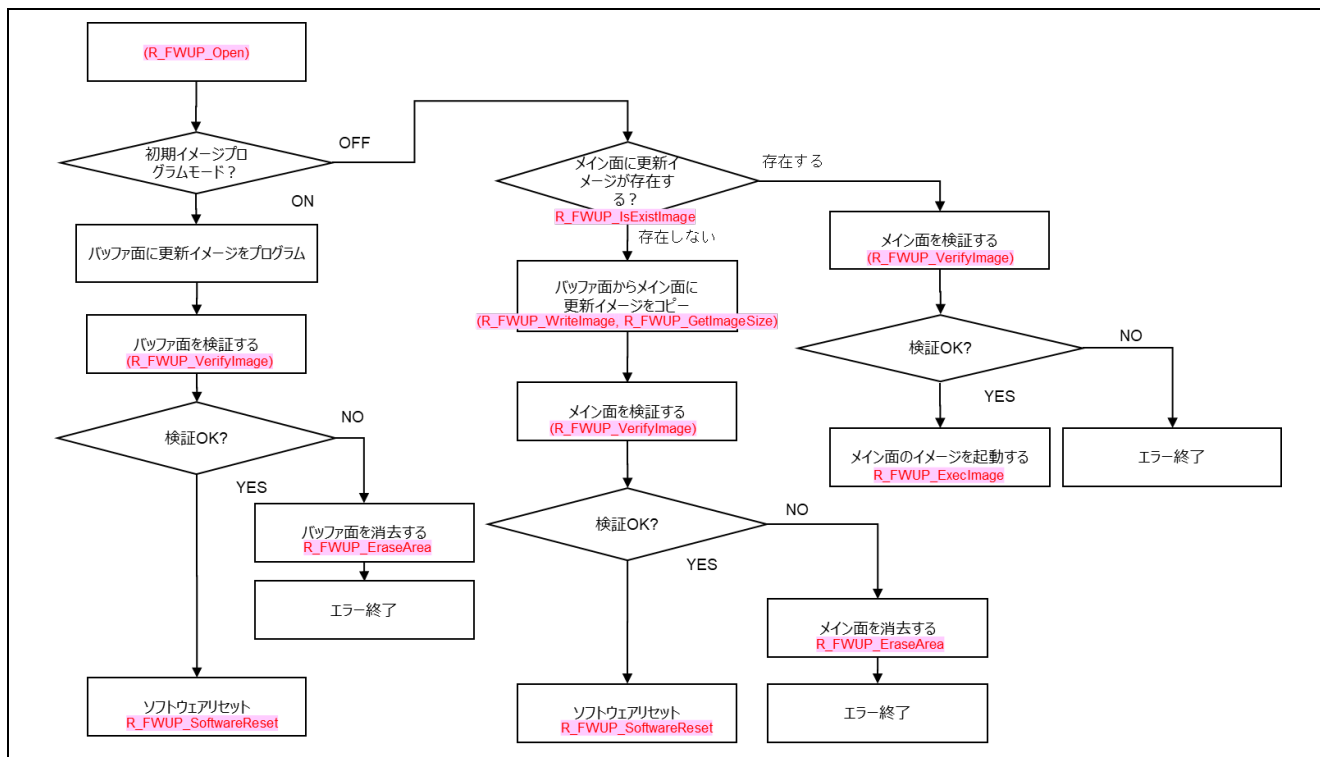 (R_FWUP_Open)
初期イメージプロ
グラムモード？
OFF
ON
バッファ面に更新イメージをプログラム
バッファ面を検証する
(R_FWUP_VerifyImage)
検証OK?
NO
YES
バッファ面を消去する
R_FWUP_EraseArea
エラー終了
ソフトウェアリセット
R_FWUP_SoftwareReset
メイン面に更新イ
メージが存在す
る？
R_FWUP_IsExistImage
存在する
存在しない
バッファ面からメイン面に
更新イメージをコピー
(R_FWUP_WriteImage, R_FWUP_GetImageSize)
メイン面を検証する
(R_FWUP_VerifyImage)
検証OK?
NO
YES
メイン面を消去する
R_FWUP_EraseArea
エラー終了
ソフトウェアリセット
R_FWUP_SoftwareReset
メイン面を検証する
(R_FWUP_VerifyImage)
検証OK?
NO
YES
メイン面のイメージを起動する
R_FWUP_ExecImage
エラー終了